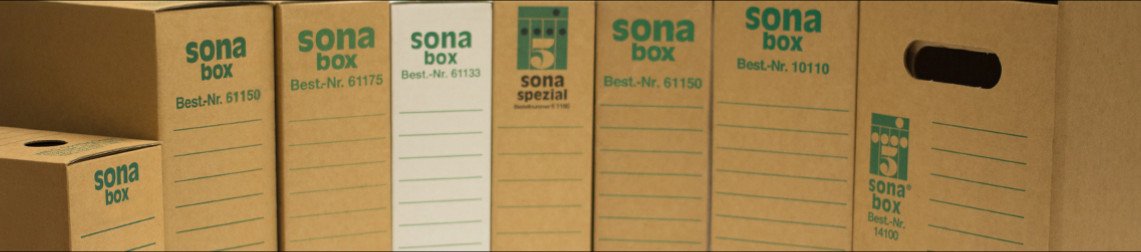 sona
box
sona
box
Best.-Nr. 61150
sona
box
Best.-Nr. 61175
sona
box
Best.-Nr. 61133
5
sona
spezial
sona
box
Best.-Nr. 61150
sona
box
Best.-Nr. 10110
5
sona®
box
Best.-Nr.
14100